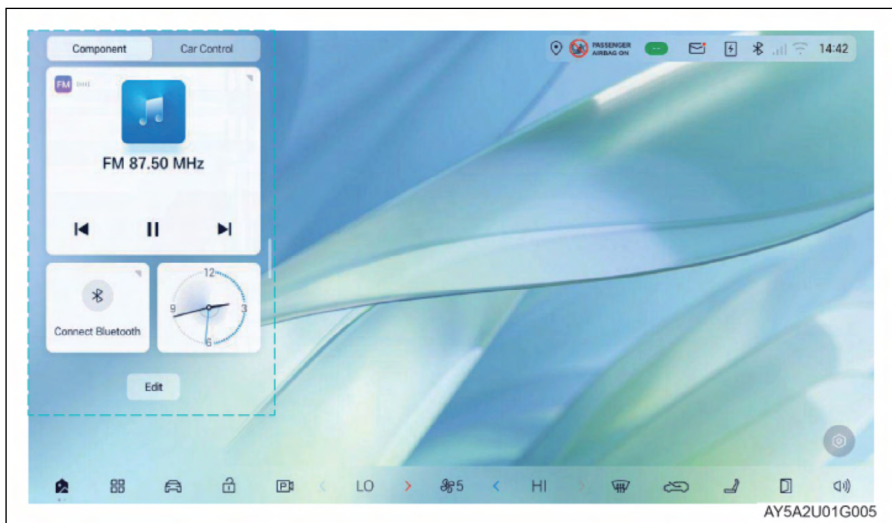 Component Car Control
PASSENGER
AIRBAG ON
14:42
FM
FM 87.50 MHz
12
9 3
6
Connect Bluetooth
Edit
P LO 5 HI
AY5A2U01G005